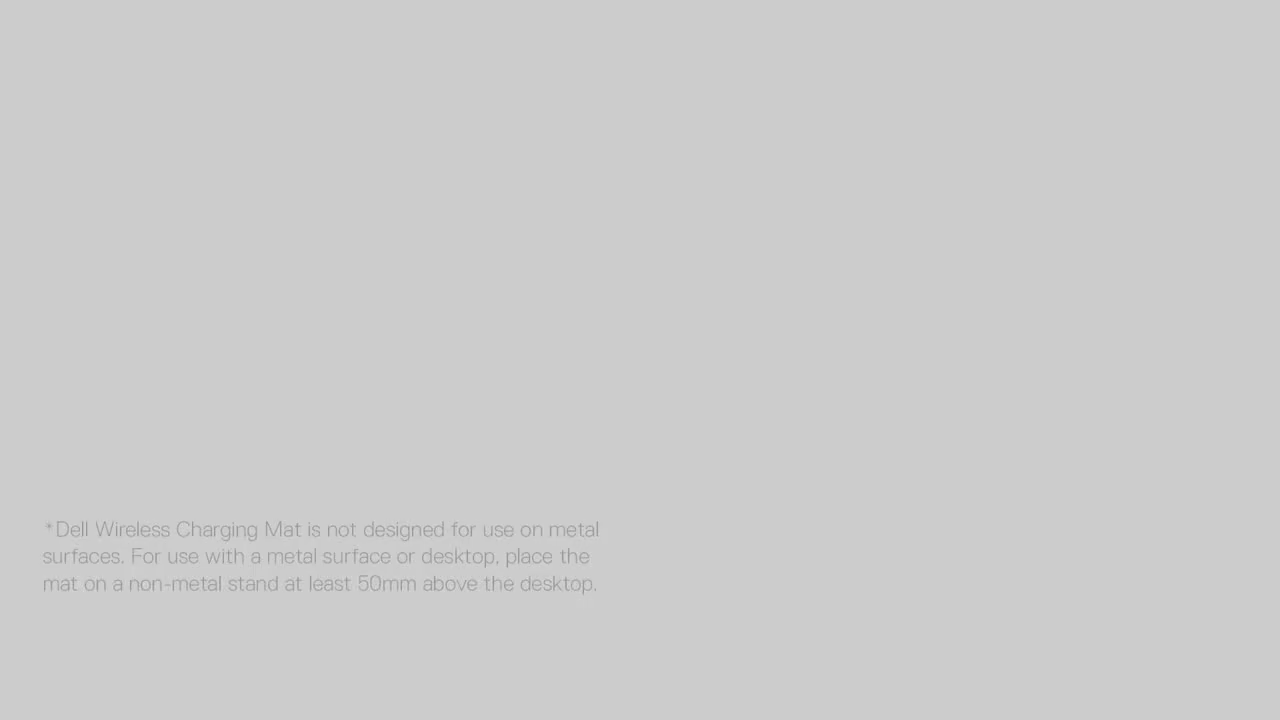 *Dell Wireless Charging Mat is not designed for use on metal
surfaces. For use with a metal surface or desktop, place the
mat on a non-metal stand at least 50mm above the desktop.